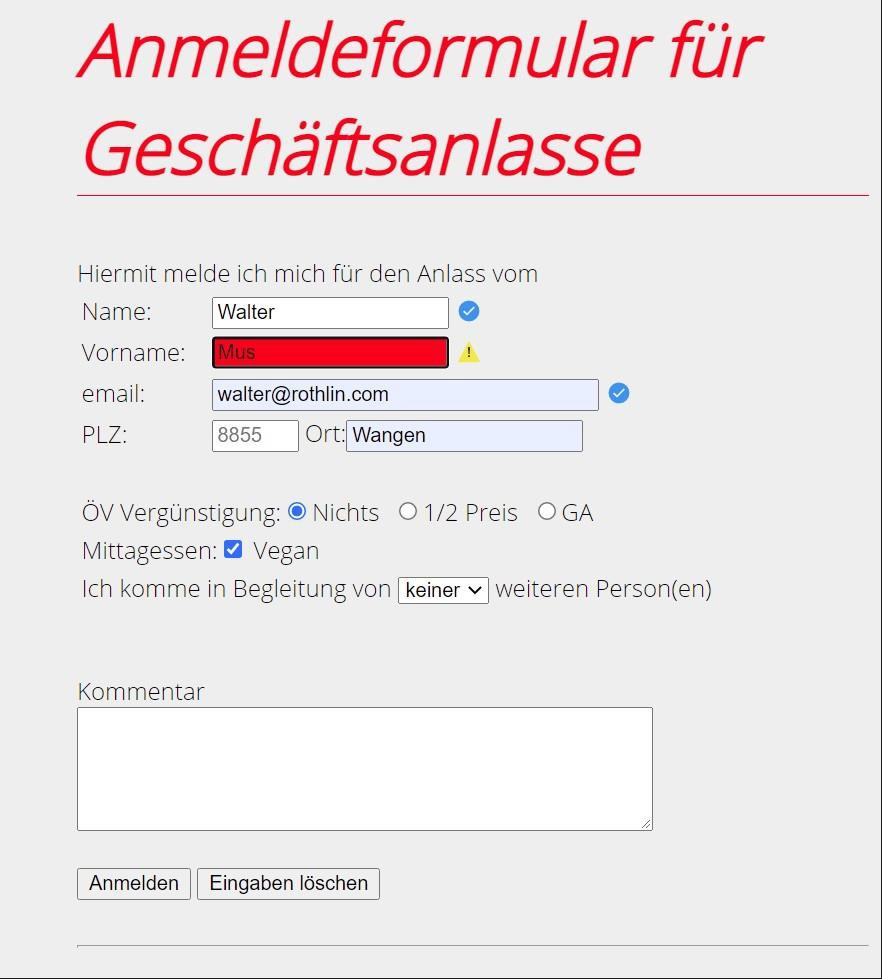 Anmeldeformular für
Geschäftsanlasse
Hiermit melde ich mich für den Anlass vom
Name: Walter
Vorname: Mus
email: walter@rothlin.com
PLZ: 8855 Ort: Wangen
ÖV Vergünstigung: Nichts 1/2 Preis GA
Mittagessen: Vegan
Ich komme in Begleitung von keiner weiteren Person(en)
Kommentar
Anmelden Eingaben löschen